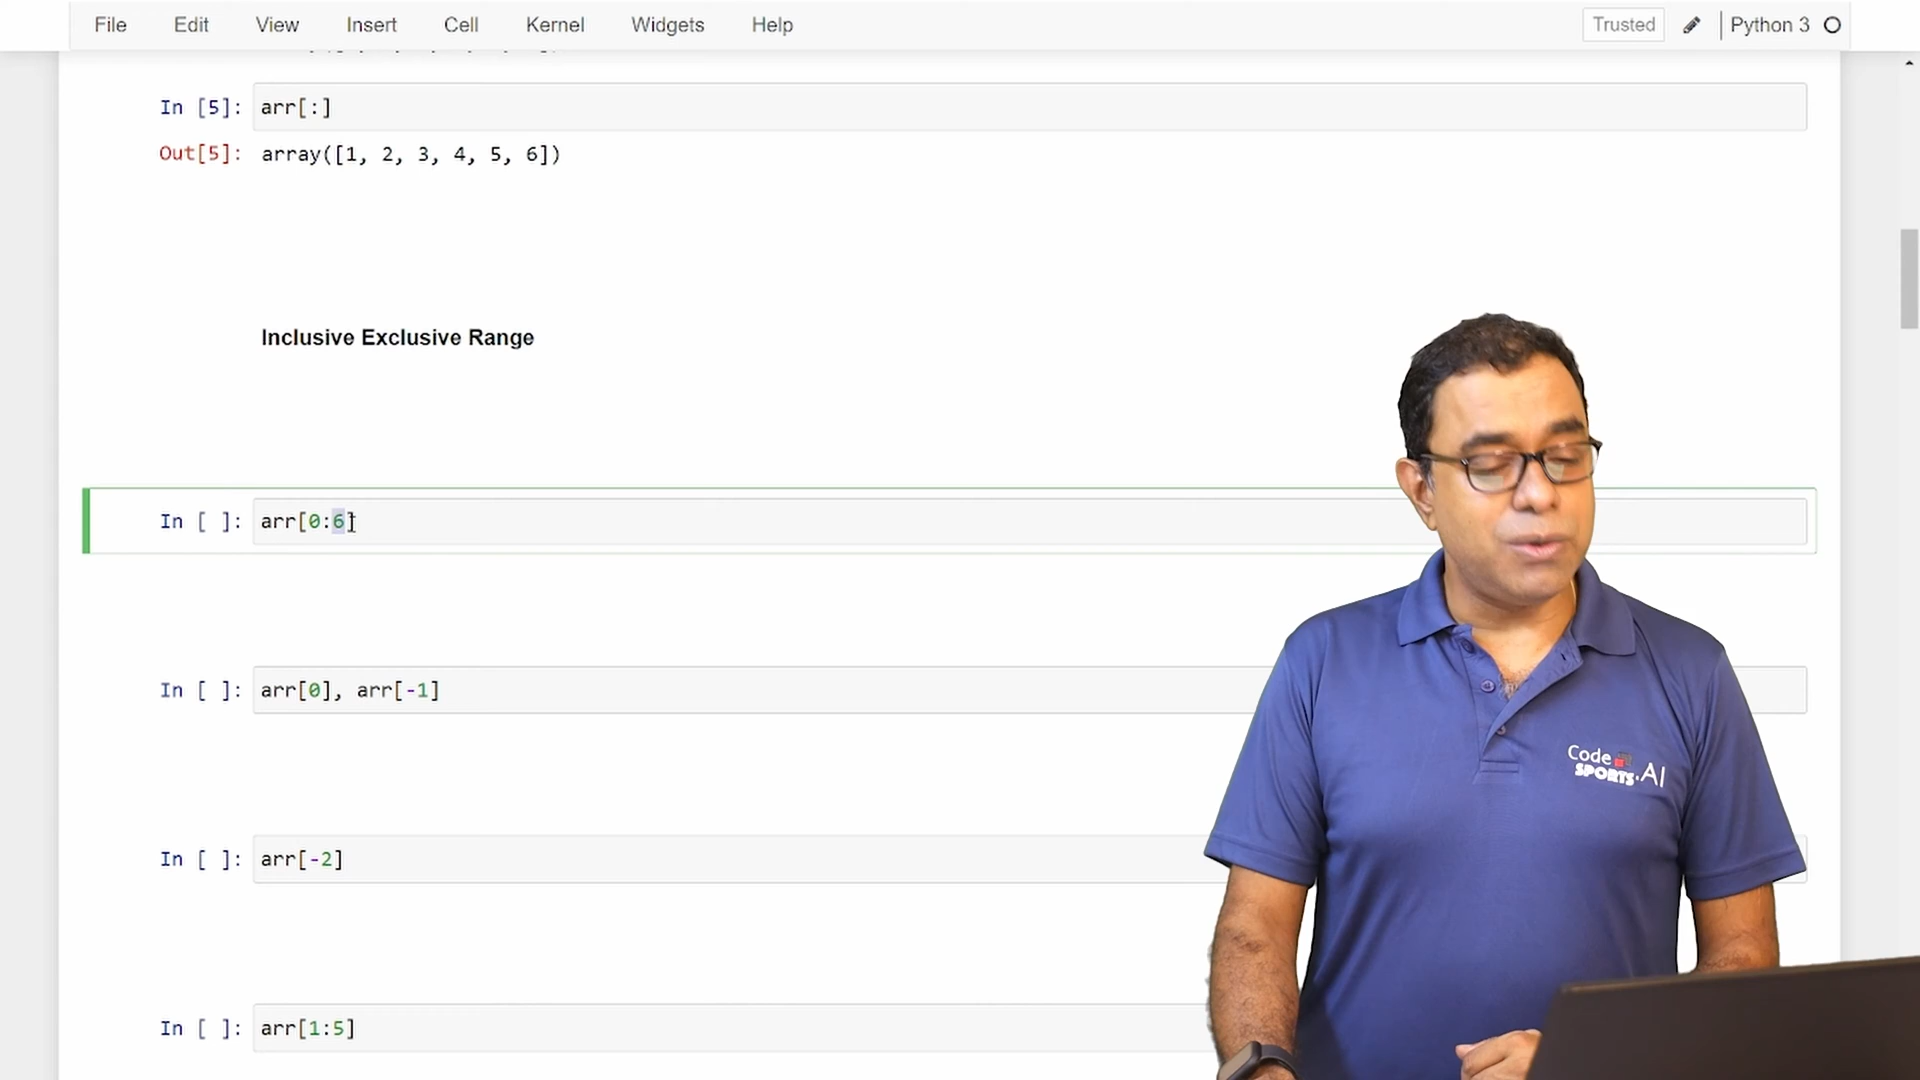 File Edit View Insert Cell Kernel Widgets Help Trusted Python 3
In [5]: arr[:]
Out[5]: array([1, 2, 3, 4, 5, 6])
Inclusive Exclusive Range
In [ ]: arr[0:6]
In [ ]: arr[0], arr[-1]
In [ ]: arr[-2]
In [ ]: arr[1:5]
Code
SPORTS.AI